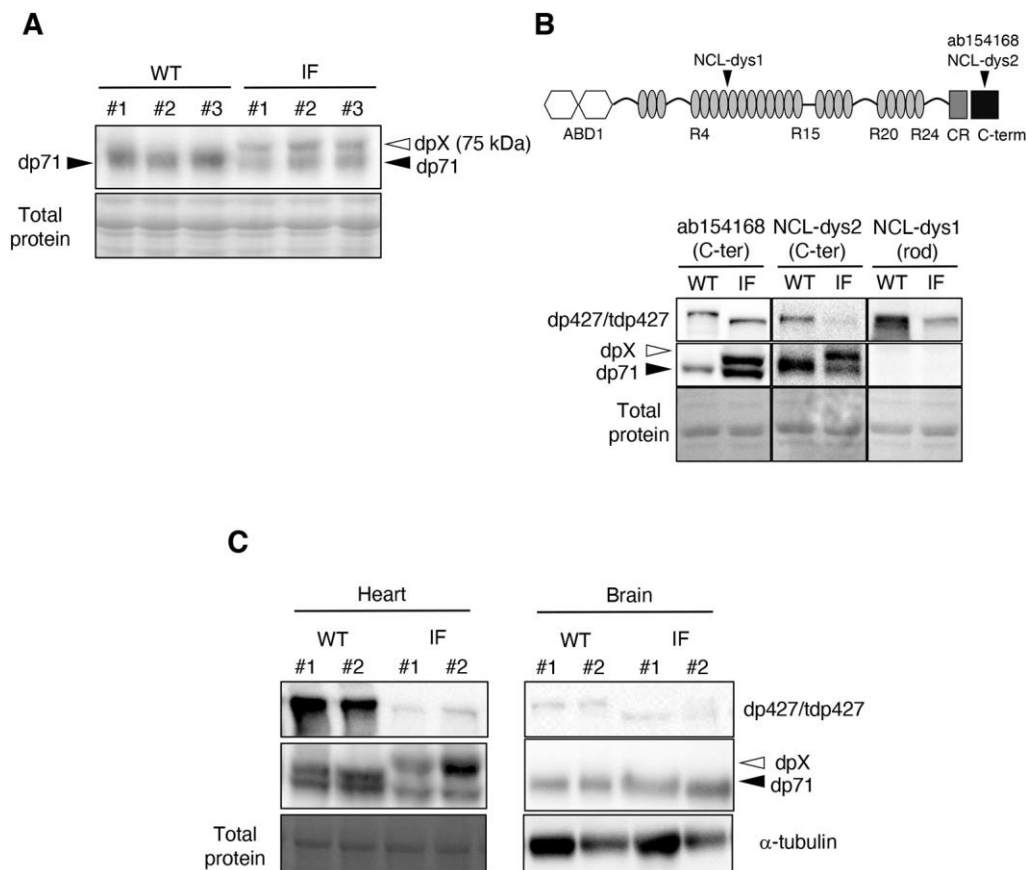 A
WT IF
#1 #2 #3 #1 #2 #3
dpX (75 kDa)
dp71 dp71
Total
protein
B
ab154168
NCL-dys1 NCL-dys2
ABD1 R4 R15 R20 R24 CR C-term
ab154168 NCL-dys2 NCL-dys1
(C-ter) (C-ter) (rod)
WT IF WT IF WT IF
dp427/tdp427
dpX
dp71
Total
protein
C
Heart Brain
WT IF WT IF
#1 #2 #1 #2 #1 #2 #1 #2
dp427/tdp427
dpX
dp71
Total
protein
α-tubulin